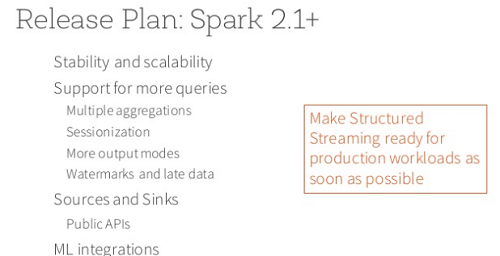 Release Plan: Spark 2.1+
Stability and scalability
Support for more queries
Multiple aggregations
Sessionization
More output modes
Watermarks and late data
Sources and Sinks
Public APIs
ML integrations
Make Structured
Streaming ready for
production workloads as
soon as possible